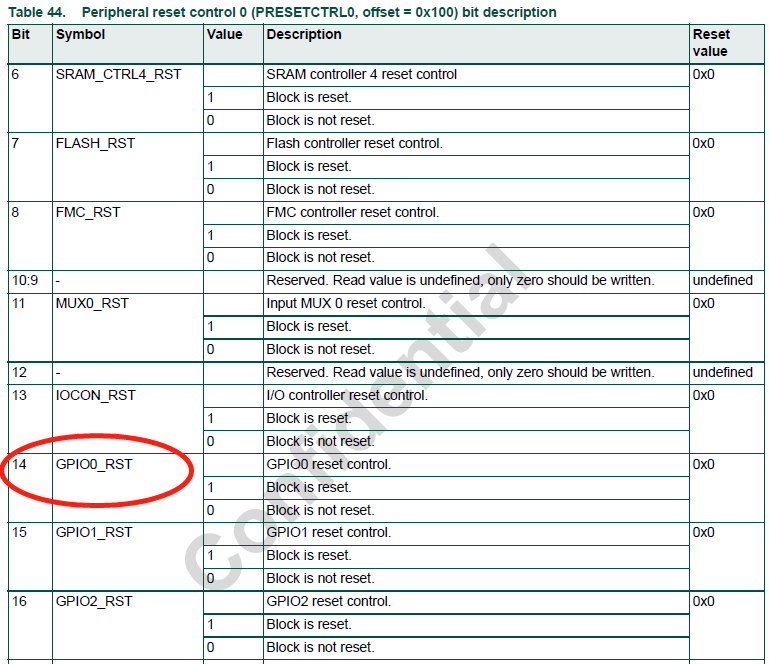 Table 44. Peripheral reset control 0 (PRESETCTRL0, offset = 0x100) bit description
Bit Symbol Value Description Reset value
6 SRAM_CTRL4_RST SRAM controller 4 reset control 0x0
1 Block is reset.
0 Block is not reset.
7 FLASH_RST Flash controller reset control. 0x0
1 Block is reset.
0 Block is not reset.
8 FMC_RST FMC controller reset control. 0x0
1 Block is reset.
0 Block is not reset.
10:9 - Reserved. Read value is undefined, only zero should be written. undefined
11 MUX0_RST Input MUX 0 reset control. 0x0
1 Block is reset.
0 Block is not reset.
12 - Reserved. Read value is undefined, only zero should be written. undefined
13 IOCON_RST I/O controller reset control. 0x0
1 Block is reset.
0 Block is not reset.
14 GPIO0_RST GPIO0 reset control. 0x0
1 Block is reset.
0 Block is not reset.
15 GPIO1_RST GPIO1 reset control. 0x0
1 Block is reset.
0 Block is not reset.
16 GPIO2_RST GPIO2 reset control. 0x0
1 Block is reset.
0 Block is not reset.
Confidential